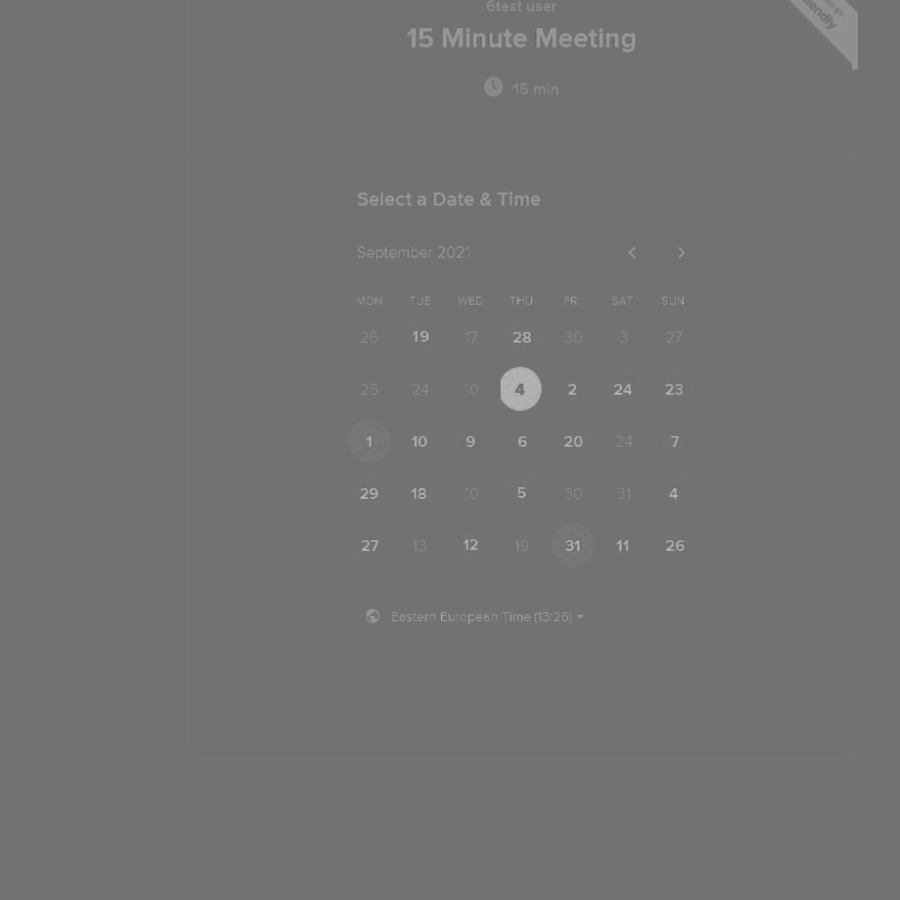 6test user
15 Minute Meeting
15 min
Select a Date & Time
September 2021
MON TUE WED THU FRI SAT SUN
26 19 17 28 30 3 27
25 24 10 4 2 24 23
1 10 9 6 20 24 7
29 18 10 5 30 31 4
27 13 12 19 31 11 26
Eastern European Time (13:26)